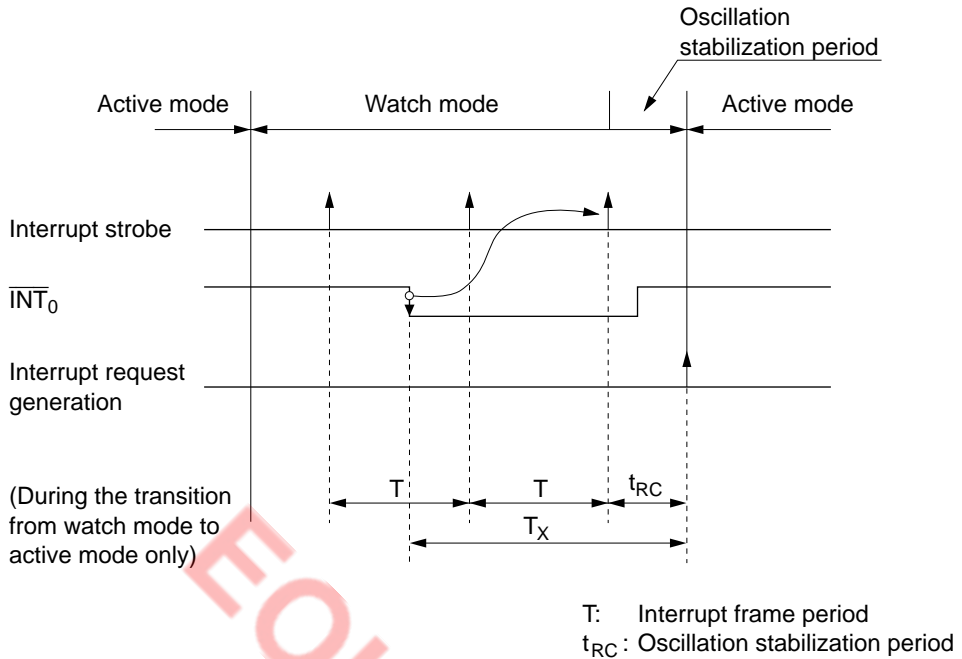 Oscillation
stabilization period
Active mode
Watch mode
Active mode
Interrupt strobe
INT0
Interrupt request
generation
(During the transition
from watch mode to
active mode only)
T
T
tRC
TX
T: Interrupt frame period
tRC : Oscillation stabilization period